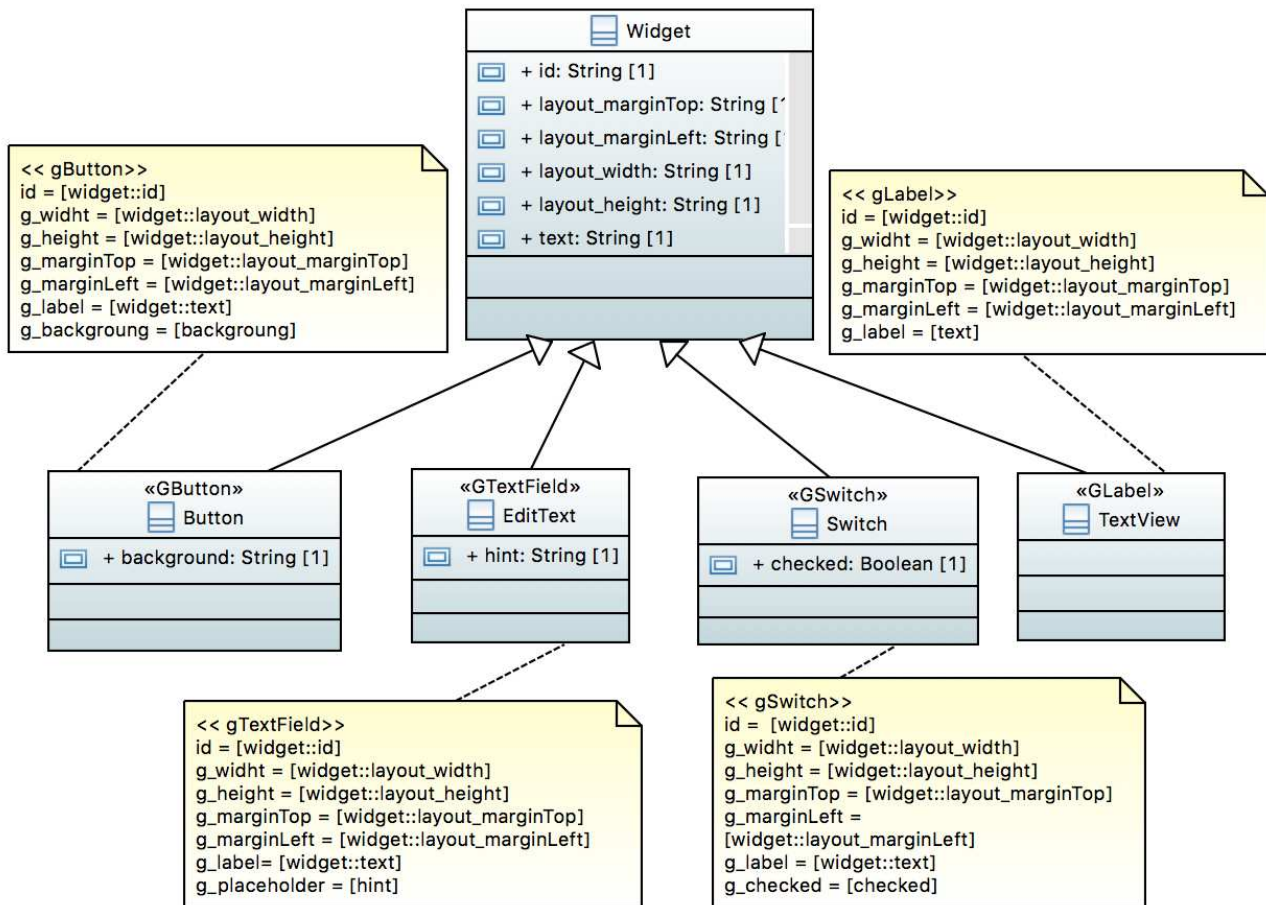 Widget
+ id: String [1]
+ layout_marginTop: String [1
+ layout_marginLeft: String [1
+ layout_width: String [1]
+ layout_height: String [1]
+ text: String [1]
<< gButton>>
id = [widget::id]
g_widht = [widget::layout_width]
g_height = [widget::layout_height]
g_marginTop = [widget::layout_marginTop]
g_marginLeft = [widget::layout_marginLeft]
g_label = [widget::text]
g_backgroung = [backgroung]
<< gLabel>>
id = [widget::id]
g_widht = [widget::layout_width]
g_height = [widget::layout_height]
g_marginTop = [widget::layout_marginTop]
g_marginLeft = [widget::layout_marginLeft]
g_label = [text]
«GButton»
Button
+ background: String [1]
«GTextField»
EditText
+ hint: String [1]
«GSwitch»
Switch
+ checked: Boolean [1]
«GLabel»
TextView
<< gTextField>>
id = [widget::id]
g_widht = [widget::layout_width]
g_height = [widget::layout_height]
g_marginTop = [widget::layout_marginTop]
g_marginLeft = [widget::layout_marginLeft]
g_label= [widget::text]
g_placeholder = [hint]
<< gSwitch>>
id =  [widget::id]
g_widht = [widget::layout_width]
g_height = [widget::layout_height]
g_marginTop = [widget::layout_marginTop]
g_marginLeft =
[widget::layout_marginLeft]
g_label = [widget::text]
g_checked = [checked]